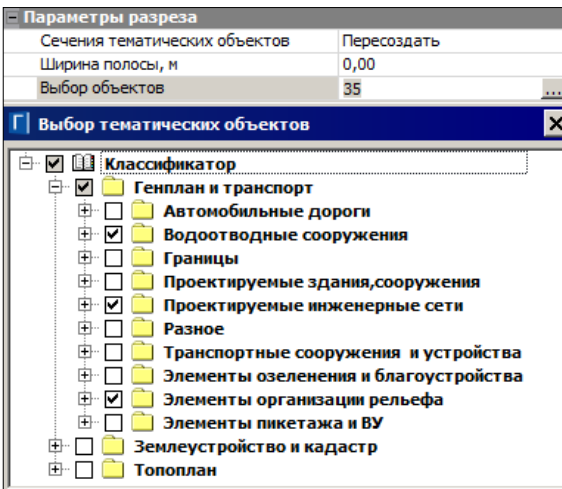 Параметры разреза
Сечения тематических объектов Пересоздать
Ширина полосы, м 0,00
Выбор объектов 35 ...
Выбор тематических объектов
Классификатор
Генплан и транспорт
Автомобильные дороги
Водоотводные сооружения
Границы
Проектируемые здания,сооружения
Проектируемые инженерные сети
Разное
Транспортные сооружения и устройства
Элементы озеленения и благоустройства
Элементы организации рельефа
Элементы пикетажа и ВУ
Землеустройство и кадастр
Топоплан